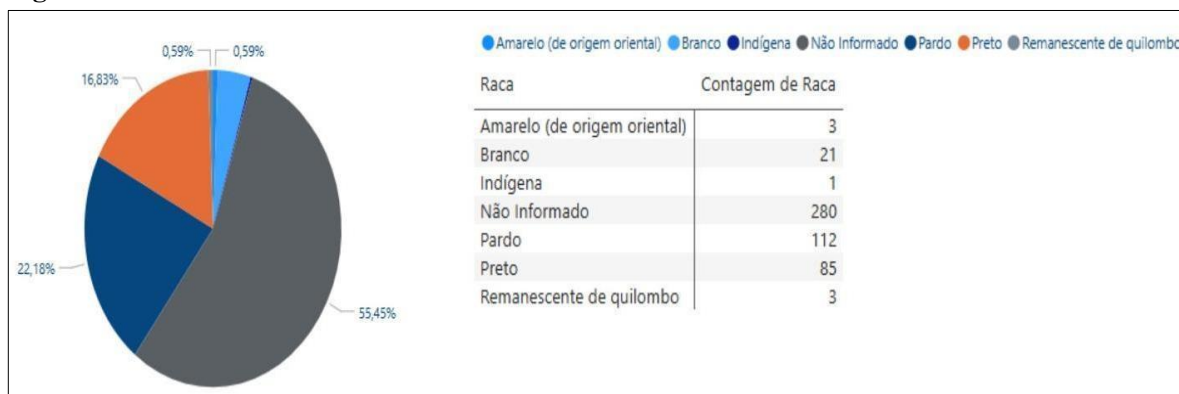 0,59% 0,59%
16,83%
22,18%
55,45%
Amarelo (de origem oriental) Branco Indígena Não Informado Pardo Preto Remanescente de quilombo
Raca Contagem de Raca
Amarelo (de origem oriental) 3
Branco 21
Indígena 1
Não Informado 280
Pardo 112
Preto 85
Remanescente de quilombo 3